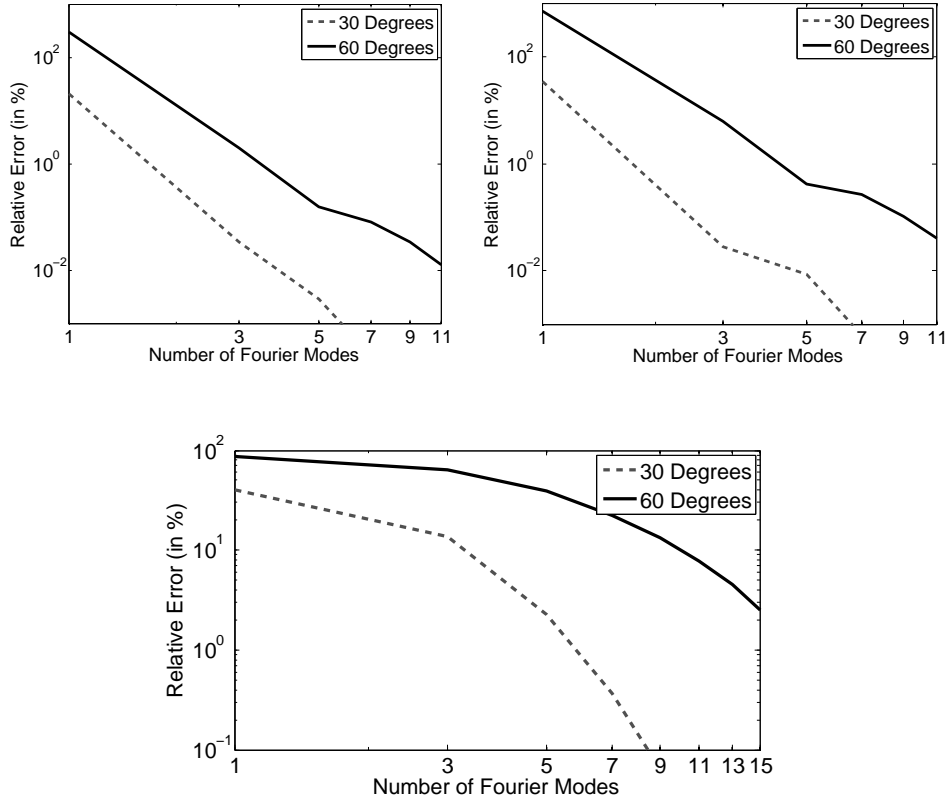 30 Degrees
60 Degrees
10^2
10^0
10^-2
Relative Error (in %)
1 3 5 7 9 11
Number of Fourier Modes
30 Degrees
60 Degrees
10^2
10^0
10^-2
Relative Error (in %)
1 3 5 7 9 11
Number of Fourier Modes
30 Degrees
60 Degrees
10^2
10^1
10^0
10^-1
Relative Error (in %)
1 3 5 7 9 11 13 15
Number of Fourier Modes